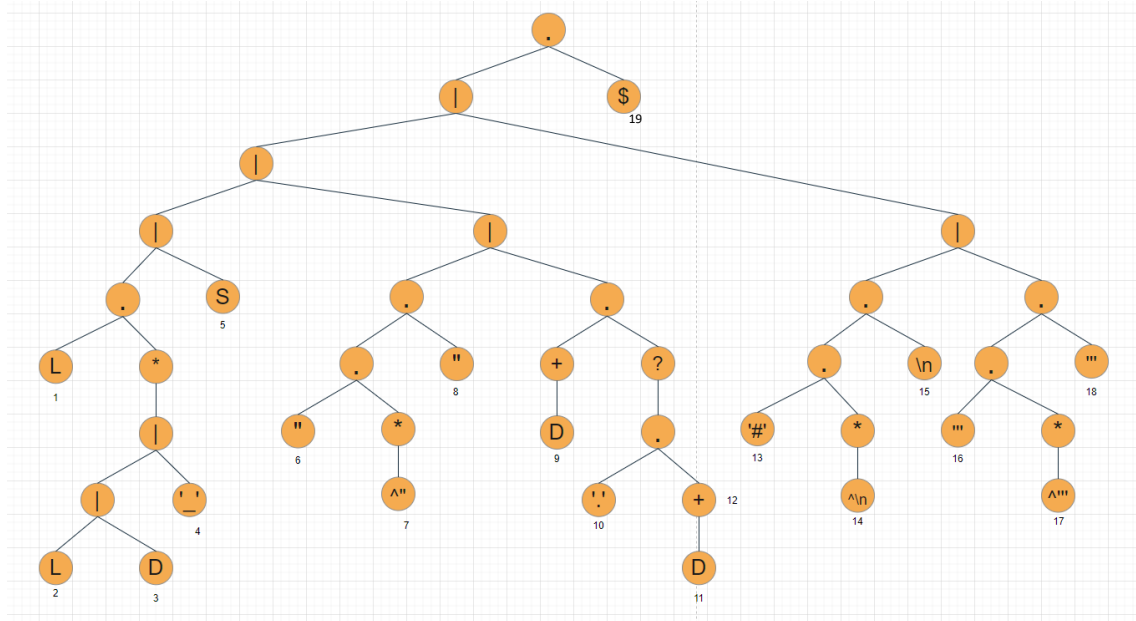 .
| $
19
|
| | |
. S . . . .
5
L * . " + ? . \n . '"
1 8 15 18
| " * D . '#' * '" *
6 9 13 16
| '_' ^" '.' + 12 ^\n ^'"
4 7 10 14 17
L D D
2 3 11